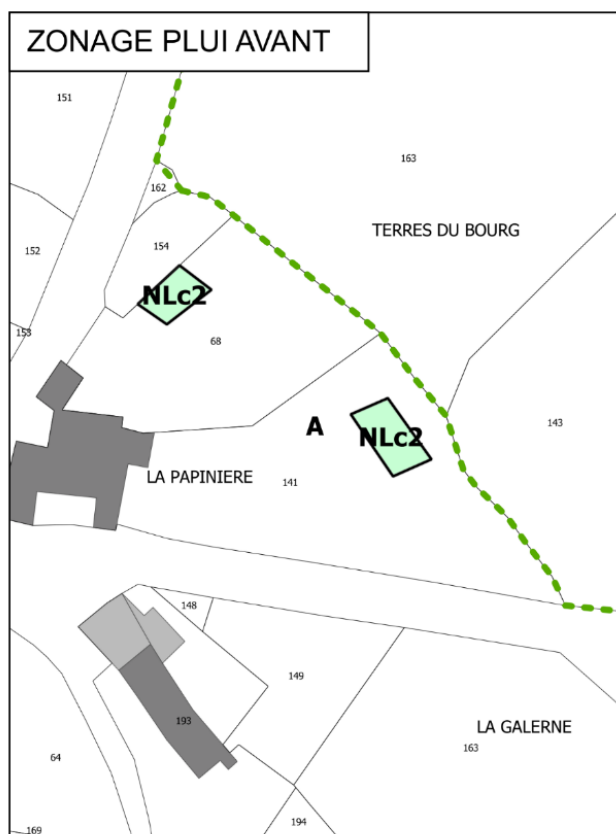 ZONAGE PLUI AVANT
151
163
162
TERRES DU BOURG
154
152
NLc2
153
68
A
NLc2
143
LA PAPINIERE
141
148
149
193
LA GALERNE
163
64
194
169